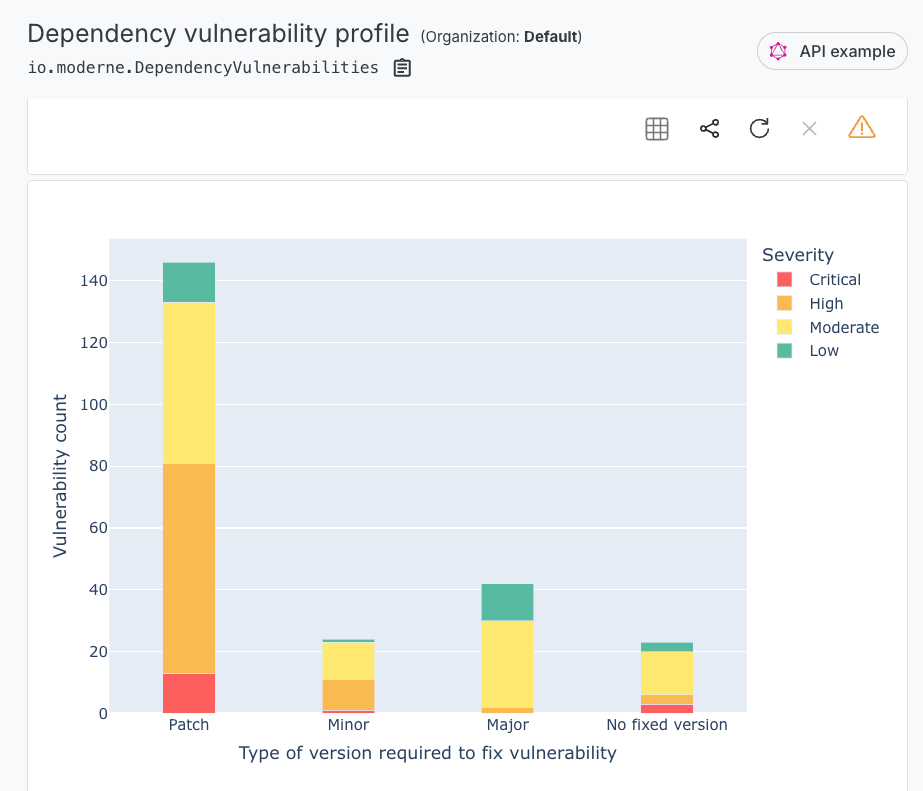 Dependency vulnerability profile (Organization: Default)
io.moderne.DependencyVulnerabilities
API example
Severity
Critical
High
Moderate
Low
Vulnerability count
140
120
100
80
60
40
20
0
Patch Minor Major No fixed version
Type of version required to fix vulnerability